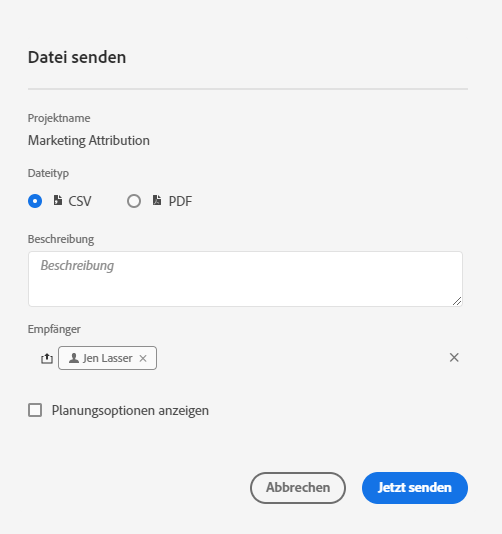 Datei senden
Projektname
Marketing Attribution
Dateityp
CSV PDF
Beschreibung
Beschreibung
Empfänger
Jen Lasser
Planungsoptionen anzeigen
Abbrechen Jetzt senden